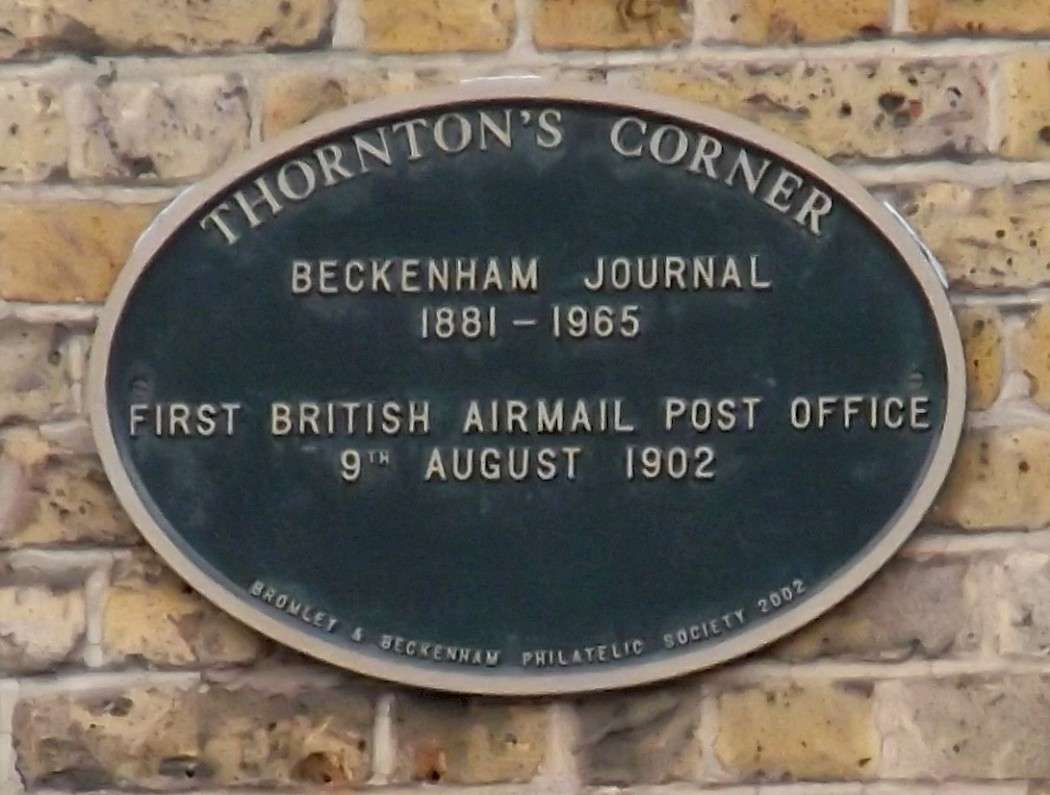 THORNTON'S CORNER
BECKENHAM JOURNAL
1881 – 1965
FIRST BRITISH AIRMAIL POST OFFICE
9TH AUGUST 1902
BROMLEY & BECKENHAM PHILATELIC SOCIETY 2002